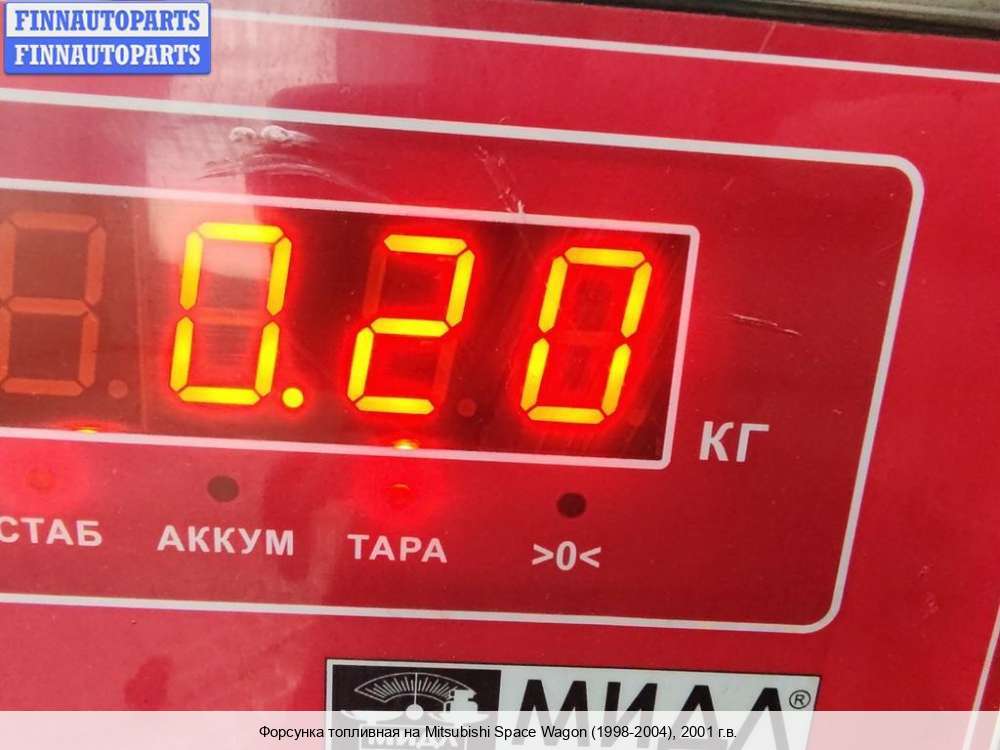 FINNAUTOPARTS
FINNAUTOPARTS
0.20
КГ
СТАБ АККУМ ТАРА >0<
МИДЛ®
МИДЛ
Форсунка топливная на Mitsubishi Space Wagon (1998-2004), 2001 г.в.